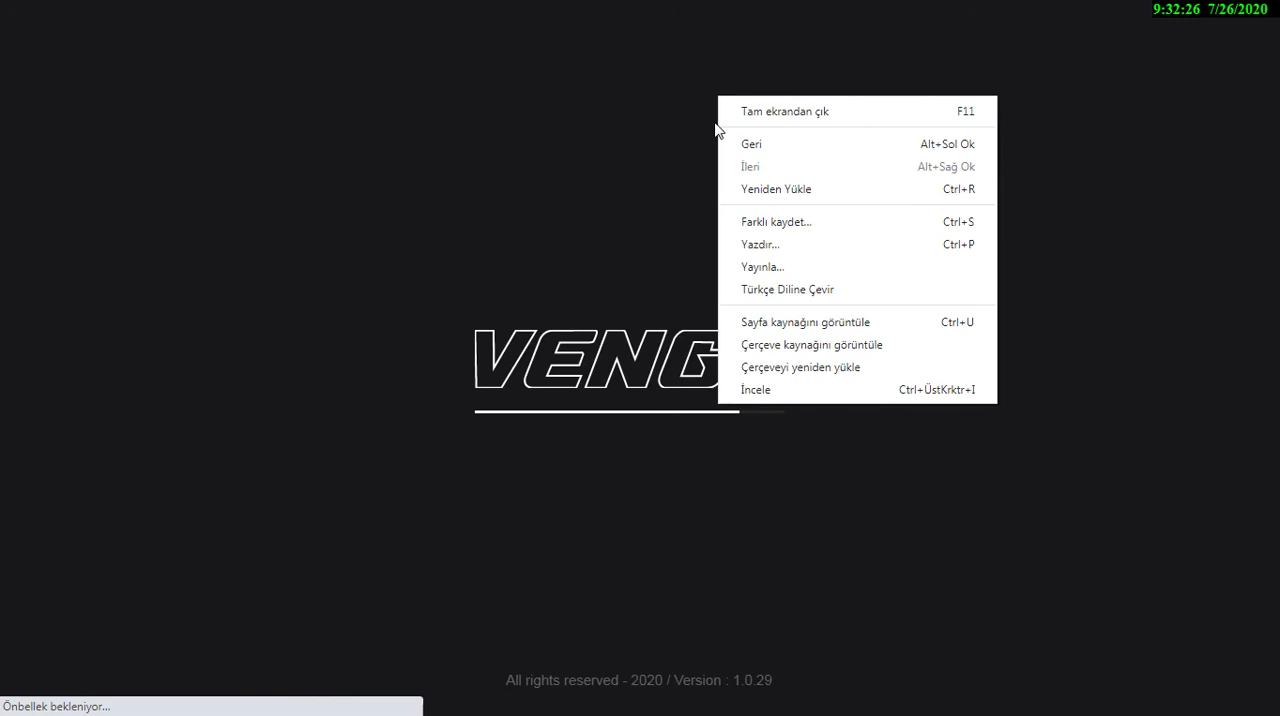 9:32:26 7/26/2020
Tam ekrandan çık F11
Geri Alt+Sol Ok
İleri Alt+Sağ Ok
Yeniden Yükle Ctrl+R
Farklı kaydet... Ctrl+S
Yazdır... Ctrl+P
Yayınla...
Türkçe Diline Çevir
Sayfa kaynağını görüntüle Ctrl+U
Çerçeve kaynağını görüntüle
Çerçeveyi yeniden yükle
İncele Ctrl+ÜstKrktr+I
VENG
All rights reserved - 2020 / Version : 1.0.29
Önbellek bekleniyor...